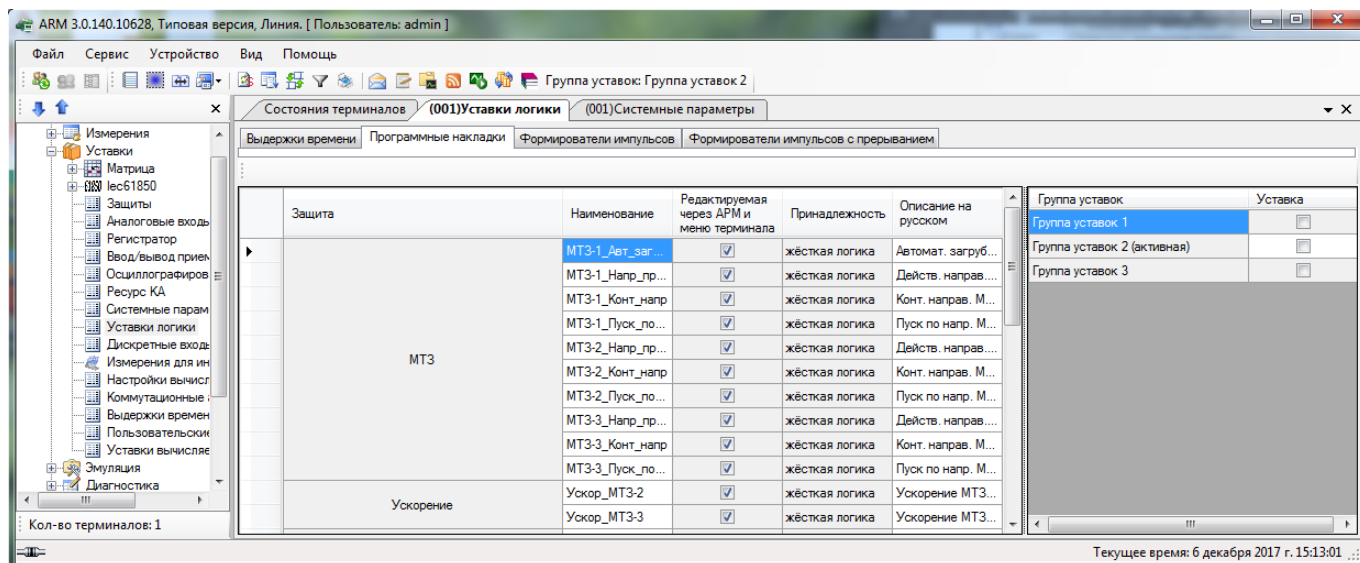 ARM 3.0.140.10628, Типовая версия, Линия. [ Пользователь: admin ]
Файл Сервис Устройство Вид Помощь
Группа уставок: Группа уставок 2
Состояния терминалов (001)Уставки логики (001)Системные параметры
Выдержки времени Программные накладки Формирователи импульсов Формирователи импульсов с прерыванием
Измерения
Уставки
Матрица
Iec61850
Защиты
Аналоговые входы
Регистратор
Ввод/вывод прием
Осциллографиров
Ресурс КА
Системные парам
Уставки логики
Дискретные входы
Измерения для ин
Настройки вычисл
Коммутационные
Выдержки времен
Пользовательские
Уставки вычисляе
Эмуляция
Диагностика
Кол-во терминалов: 1
Защита Наименование Редактируемая через АРМ и меню терминала Принадлежность Описание на русском
МТЗ
МТЗ-1_Авт_заг... жёсткая логика Автомат. загруб...
МТЗ-1_Напр_пр... жёсткая логика Действ. направ....
МТЗ-1_Конт_напр жёсткая логика Конт. направ. М...
МТЗ-1_Пуск_по... жёсткая логика Пуск по напр. М...
МТЗ-2_Напр_пр... жёсткая логика Действ. направ....
МТЗ-2_Конт_напр жёсткая логика Конт. направ. М...
МТЗ-2_Пуск_по... жёсткая логика Пуск по напр. М...
МТЗ-3_Напр_пр... жёсткая логика Действ. направ....
МТЗ-3_Конт_напр жёсткая логика Конт. направ. М...
МТЗ-3_Пуск_по... жёсткая логика Пуск по напр. М...
Ускорение
Ускор_МТЗ-2 жёсткая логика Ускорение МТЗ...
Ускор_МТЗ-3 жёсткая логика Ускорение МТЗ...
Группа уставок Уставка
Группа уставок 1
Группа уставок 2 (активная)
Группа уставок 3
Текущее время: 6 декабря 2017 г. 15:13:01